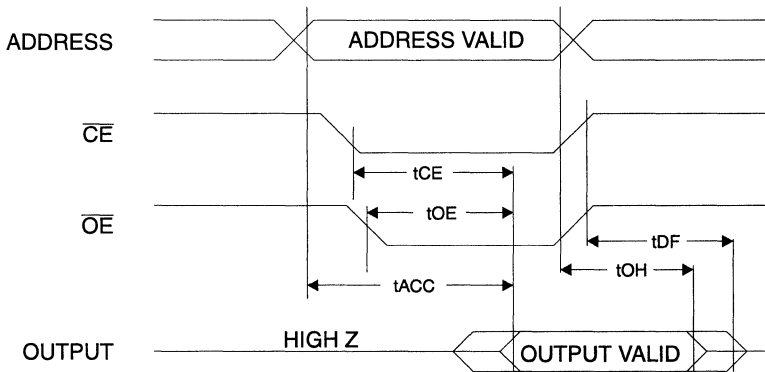 ADDRESS
ADDRESS VALID
CE
tCE
OE
tOE
tDF
tOH
tACC
OUTPUT
HIGH Z
OUTPUT VALID